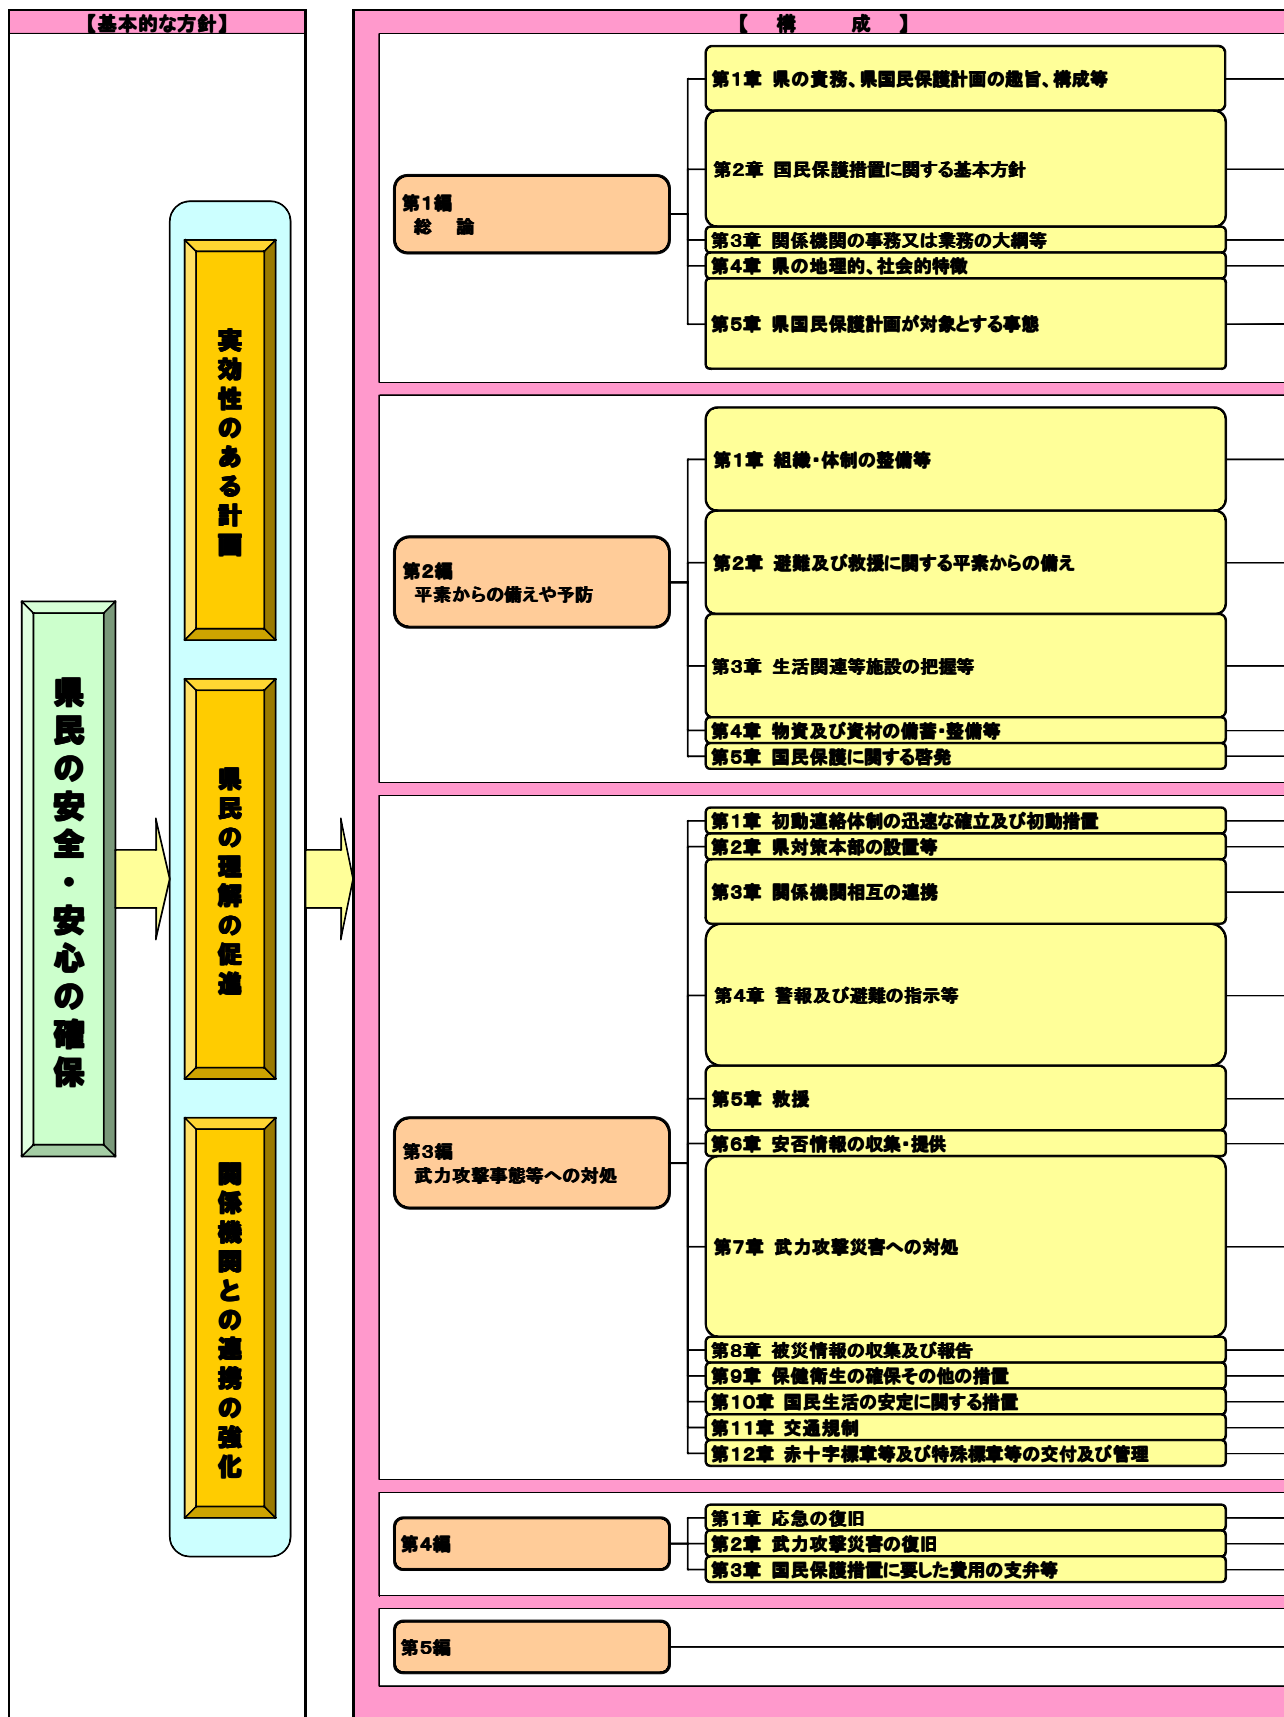 【基本的な方針】
県民の安全・安心の確保
実効性のある計画
県民の理解の促進
関係機関との連携の強化
【　構　　成　】
第1編
総　論
第1章 県の責務、県国民保護計画の趣旨、構成等
第2章 国民保護措置に関する基本方針
第3章 関係機関の事務又は業務の大綱等
第4章 県の地理的、社会的特徴
第5章 県国民保護計画が対象とする事態
第2編
平素からの備えや予防
第1章 組織・体制の整備等
第2章 避難及び救援に関する平素からの備え
第3章 生活関連等施設の把握等
第4章 物資及び資材の備蓄・整備等
第5章 国民保護に関する啓発
第3編
武力攻撃事態等への対処
第1章 初動連絡体制の迅速な確立及び初動措置
第2章 県対策本部の設置等
第3章 関係機関相互の連携
第4章 警報及び避難の指示等
第5章 救援
第6章 安否情報の収集・提供
第7章 武力攻撃災害への対処
第8章 被災情報の収集及び報告
第9章 保健衛生の確保その他の措置
第10章 国民生活の安定に関する措置
第11章 交通規制
第12章 赤十字標章等及び特殊標章等の交付及び管理
第4編
第1章 応急の復旧
第2章 武力攻撃災害の復旧
第3章 国民保護措置に要した費用の支弁等
第5編